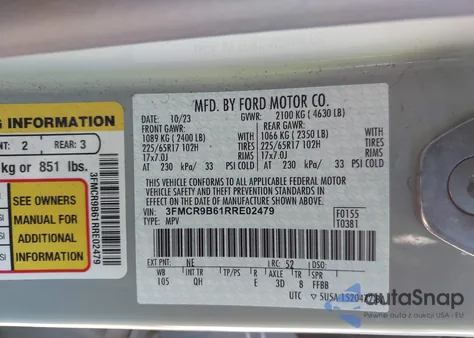 G INFORMATION
NT: 2 REAR: 3
kg or 851 lbs.
SEE OWNERS
MANUAL FOR
ADDITIONAL
INFORMATION
3FMCR9B61RRE02479
MFD. BY FORD MOTOR CO.
DATE: 10/23 GVWR: 2100 KG ( 4630 LB)
FRONT GAWR: REAR GAWR:
1089 KG ( 2400 LB) 1066 KG ( 2350 LB)
225/65R17 102H TIRES 225/65R17 102H TIRES
17x7.0J RIMS 17x7.0J RIMS
AT 230 kPa/ 33 PSI COLD AT 230 kPa/ 33 PSI COLD
THIS VEHICLE CONFORMS TO ALL APPLICABLE FEDERAL MOTOR
VEHICLE SAFETY AND THEFT PREVENTION STANDARDS IN EFFECT
ON THE DATE OF MANUFACTURE SHOWN ABOVE.
VIN: 3FMCR9B61RRE02479 F0155
TYPE: MPV T0381
EXT PNT: NE RC: 52 DSO:
WB INT TR TP/PS R AXLE TR SPR
105 QH E 3D 8 FFBB
UTC
autoSnap